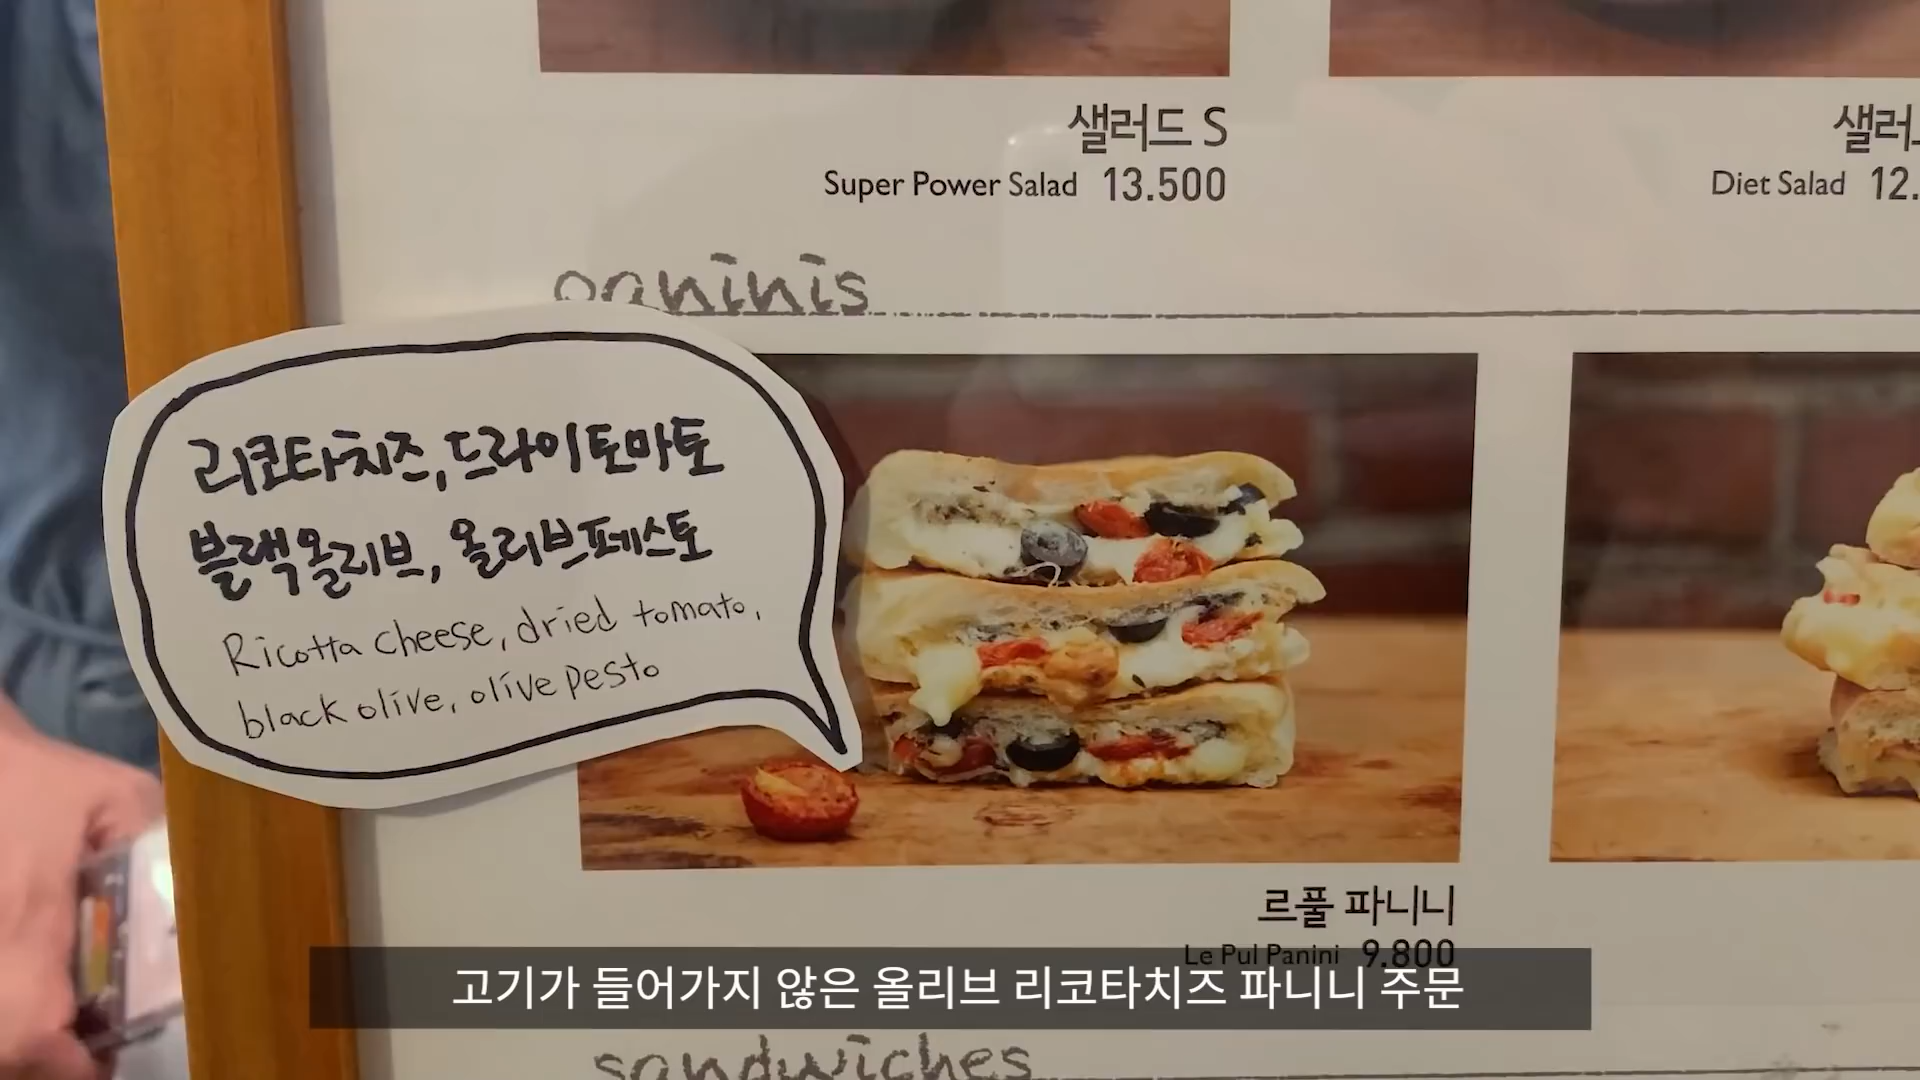 샐러드 S
Super Power Salad 13.500
Diet Salad 12.
paninis
리코타치즈, 드라이토마토
블랙올리브, 올리브페스토
Ricotta cheese, dried tomato,
black olive, olive pesto
르풀 파니니
Le Pul Panini 9.800
고기가 들어가지 않은 올리브 리코타치즈 파니니 주문
sandwiches